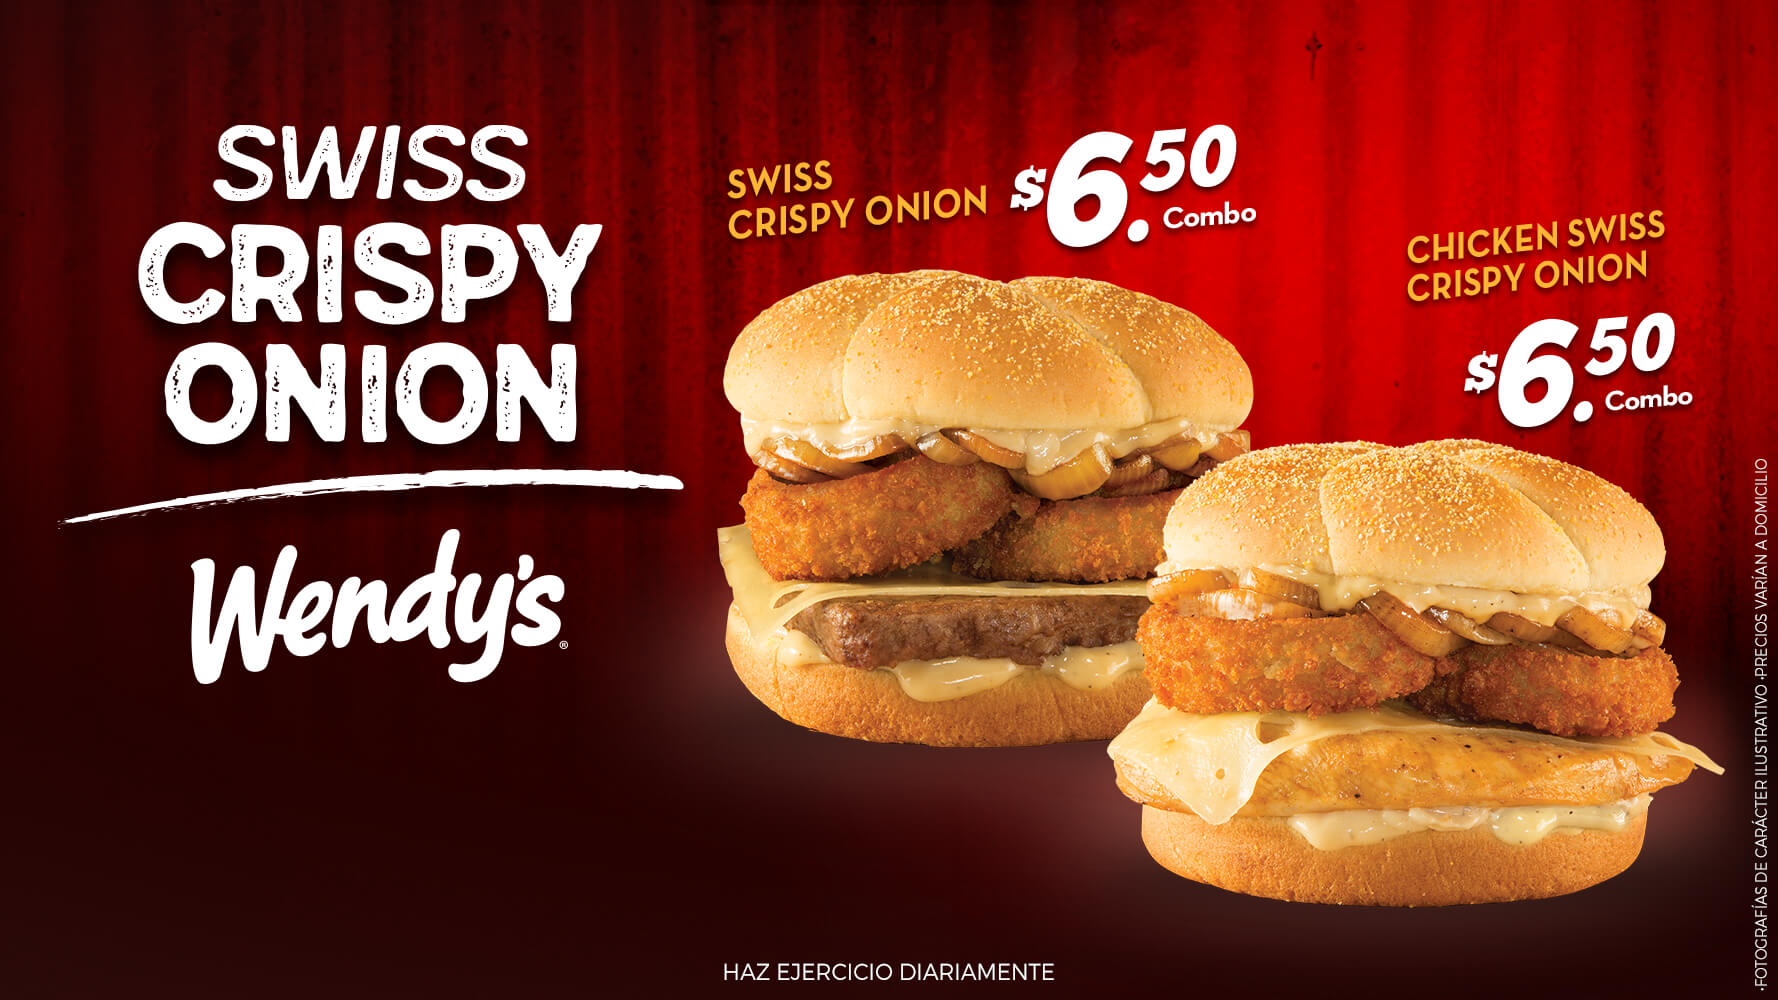 SWISS
CRISPY
ONION
Wendy's®
SWISS
CRISPY ONION
$6.50
Combo
CHICKEN SWISS
CRISPY ONION
$6.50
Combo
HAZ EJERCICIO DIARIAMENTE
•FOTOGRAFÍAS DE CARÁCTER ILUSTRATIVO •PRECIOS VARÍAN A DOMICILIO